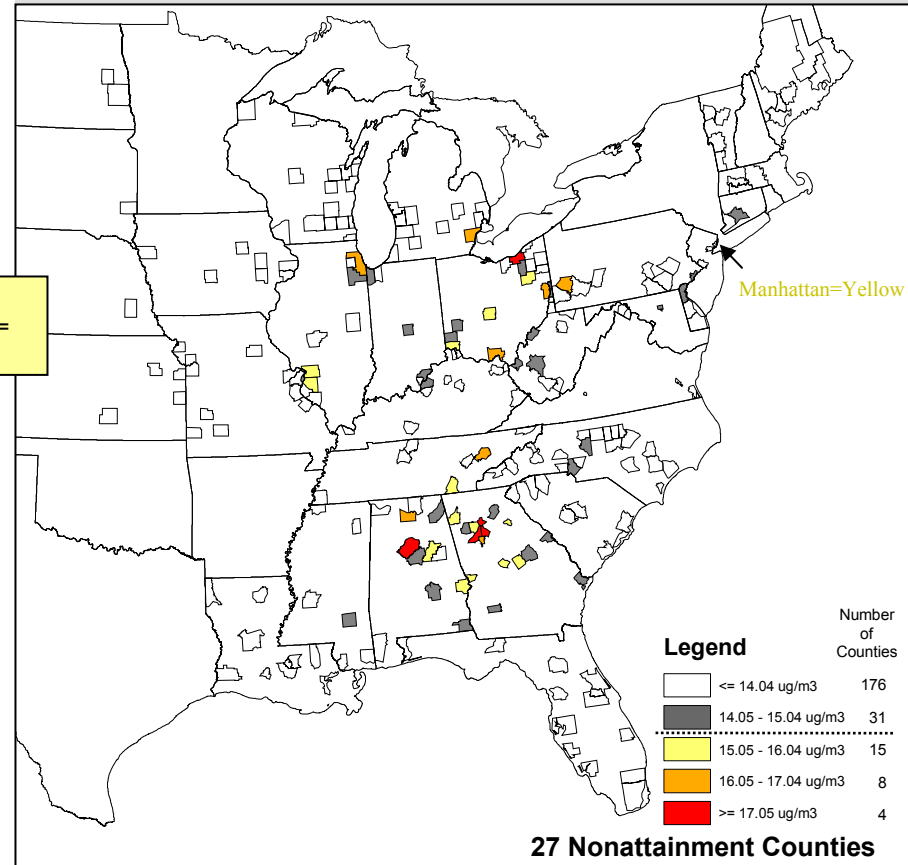 =
Manhattan=Yellow
Legend
Number
of
Counties
<= 14.04 ug/m3 176
14.05 - 15.04 ug/m3 31
15.05 - 16.04 ug/m3 15
16.05 - 17.04 ug/m3 8
>= 17.05 ug/m3 4
27 Nonattainment Counties